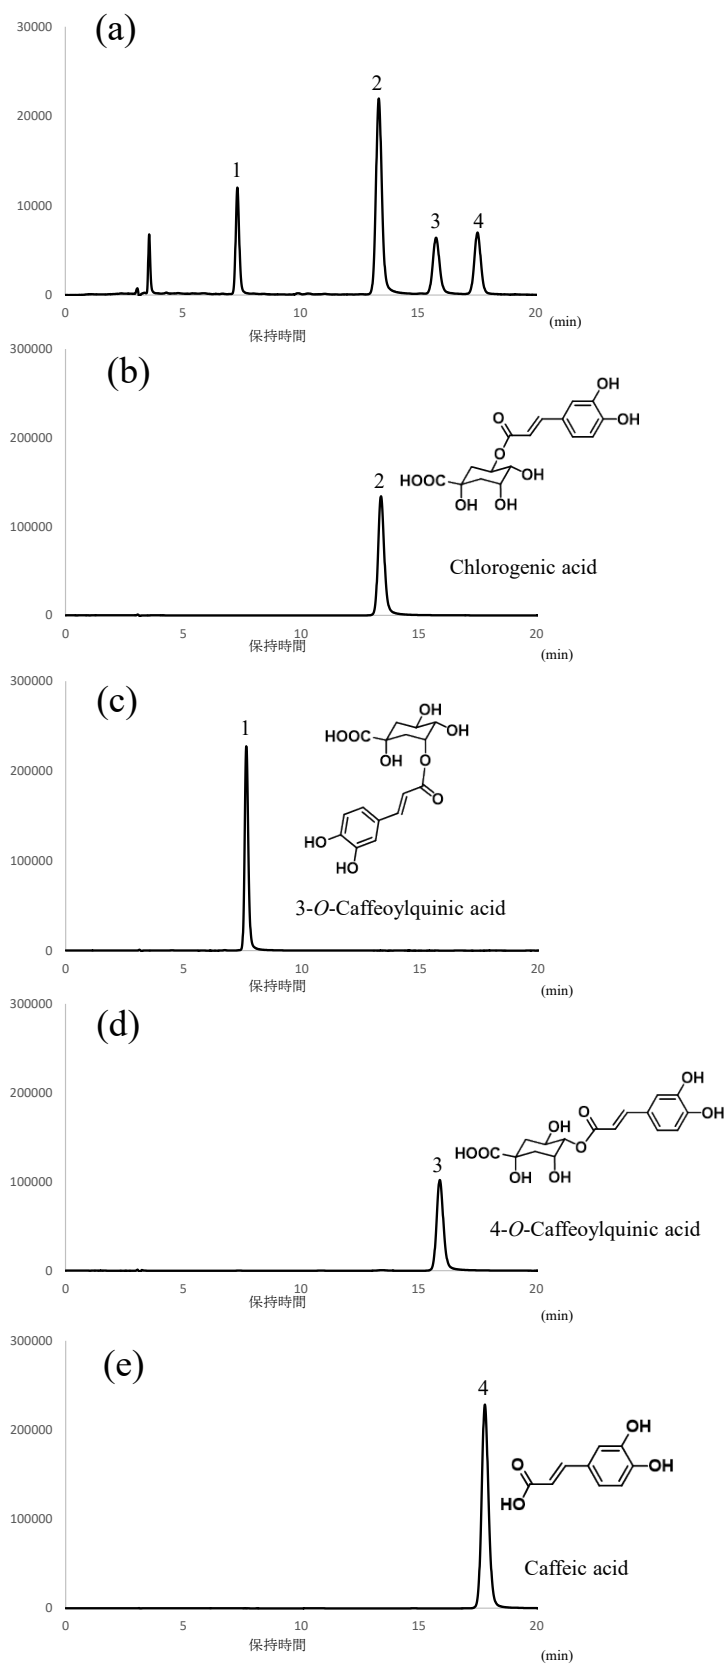 (a)
30000
20000
10000
0
1
2
3
4
0 5 10 15 20
保持時間
(min)
(b)
300000
200000
100000
0
2
O
OH
OH
O
HOOC
OH
OH
OH
Chlorogenic acid
0 5 10 15 20
保持時間
(min)
(c)
300000
200000
100000
0
1
OH
HOOC
OH
OH
O
O
HO
HO
3-O-Caffeoylquinic acid
0 5 10 15 20
保持時間
(min)
(d)
300000
200000
100000
0
3
OH
O
OH
OH
HOOC
O
OH
OH
4-O-Caffeoylquinic acid
0 5 10 15 20
保持時間
(min)
(e)
300000
200000
100000
0
4
OH
O
OH
HO
Caffeic acid
0 5 10 15 20
保持時間
(min)